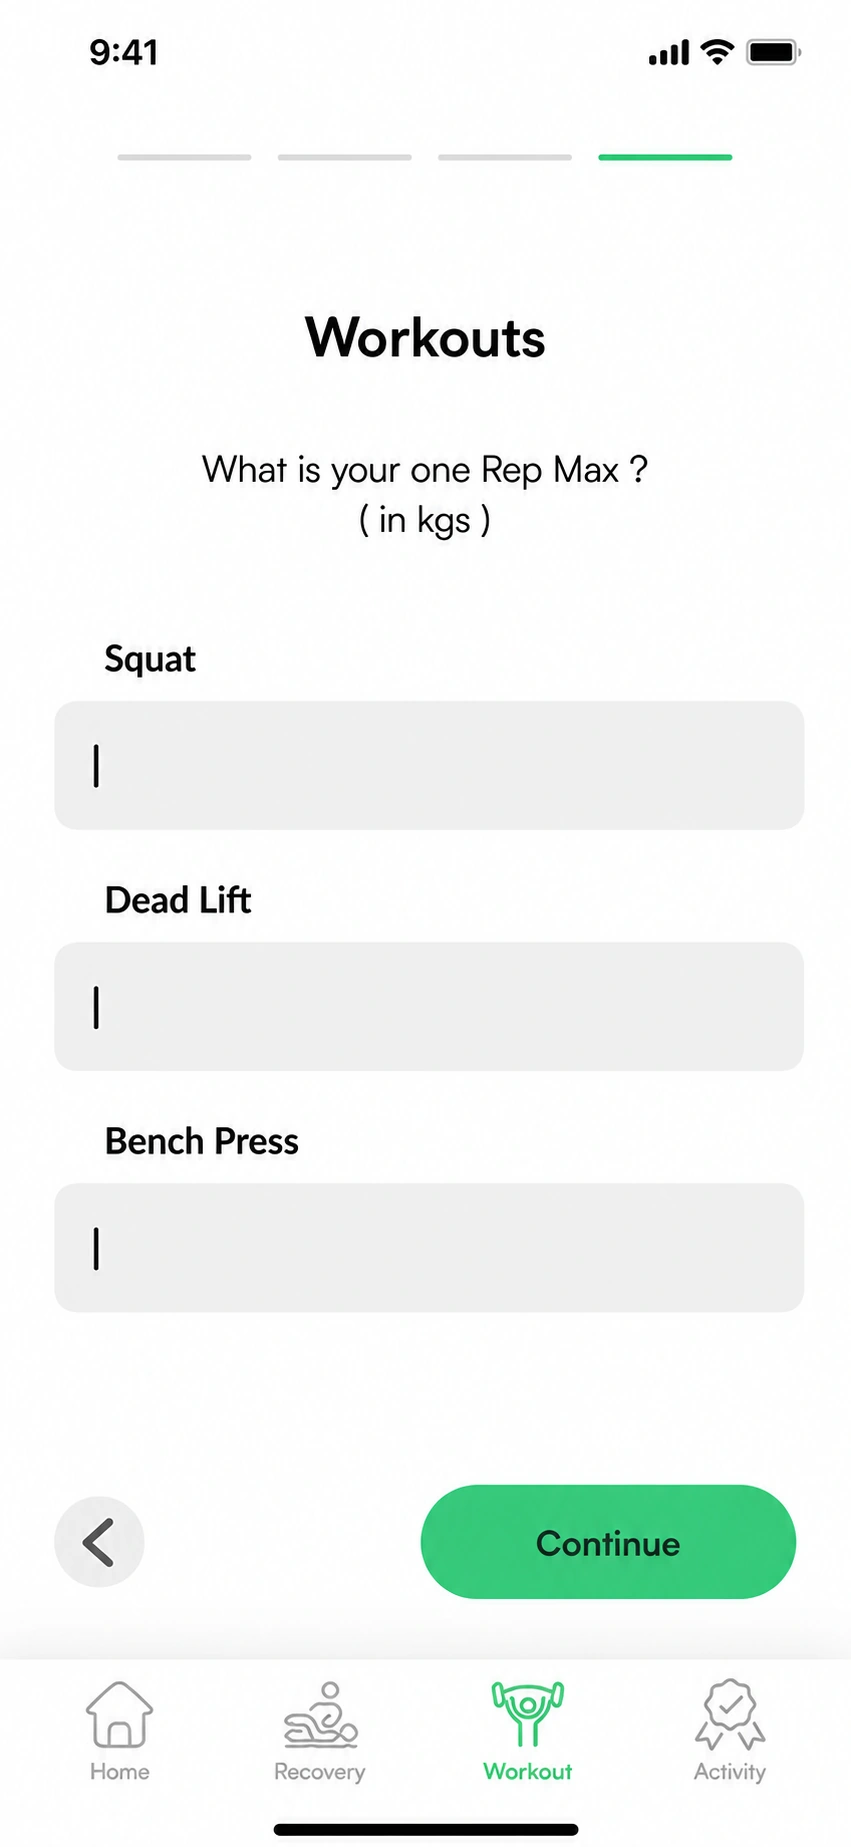 9:41
Workouts
What is your one Rep Max ?
( in kgs )
Squat
Dead Lift
Bench Press
Continue
Home
Recovery
Workout
Activity